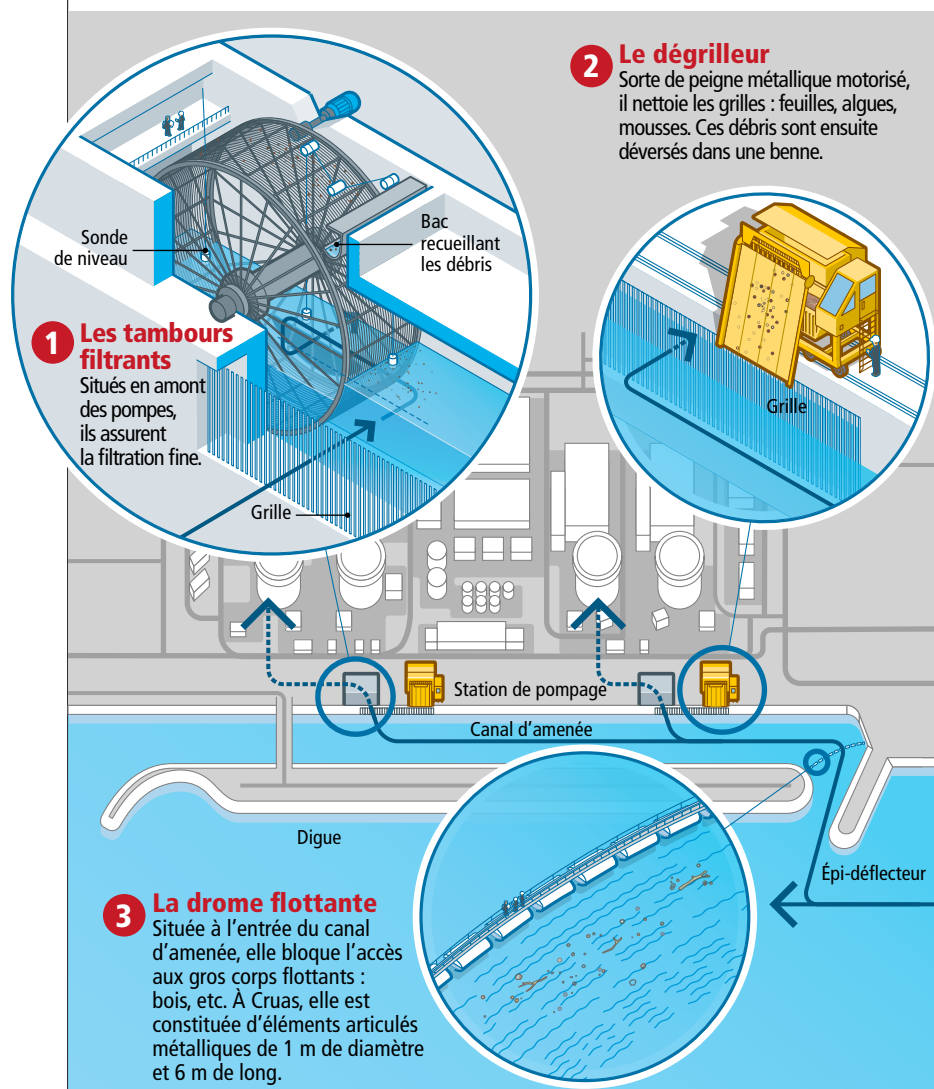 1
Les tambours
filtrants
Situés en amont
des pompes,
ils assurent
la filtration fine.
Sonde
de niveau
Bac
recueillant
les débris
Grille
2
Le dégrilleur
Sorte de peigne métallique motorisé,
il nettoie les grilles : feuilles, algues,
mousses. Ces débris sont ensuite
déversés dans une benne.
Grille
Station de pompage
Canal d’amenée
Digue
Épi-déflecteur
3
La drome flottante
Située à l’entrée du canal
d’amenée, elle bloque l’accès
aux gros corps flottants :
bois, etc. À Cruas, elle est
constituée d’éléments articulés
métalliques de 1 m de diamètre
et 6 m de long.